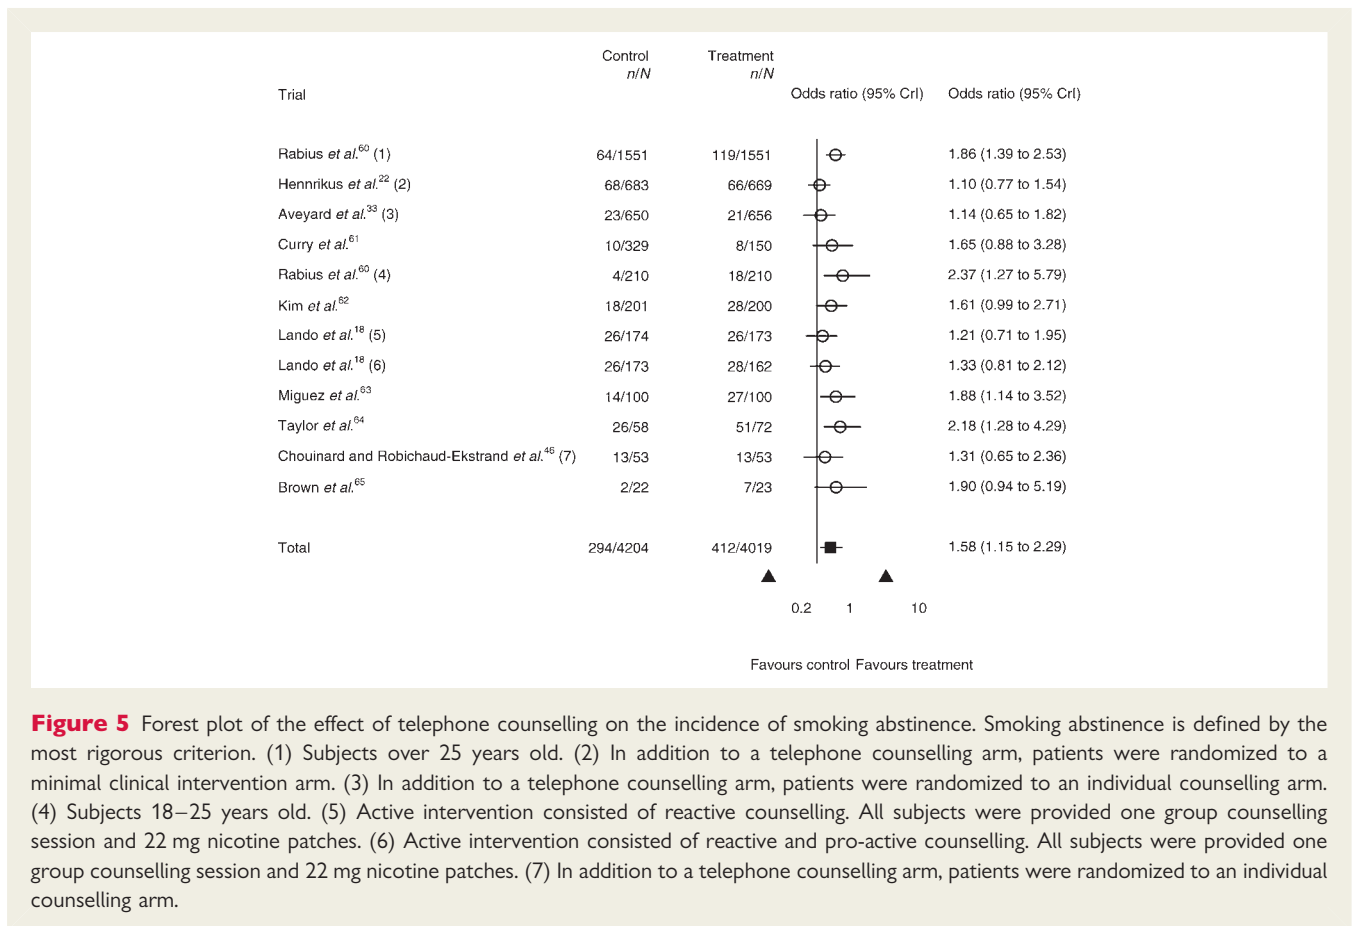 Control Treatment
n/N n/N
Trial Odds ratio (95% CrI) Odds ratio (95% CrI)
Rabius et al.60 (1) 64/1551 119/1551 1.86 (1.39 to 2.53)
Hennrikus et al.22 (2) 68/683 66/669 1.10 (0.77 to 1.54)
Aveyard et al.33 (3) 23/650 21/656 1.14 (0.65 to 1.82)
Curry et al.61 10/329 8/150 1.65 (0.88 to 3.28)
Rabius et al.60 (4) 4/210 18/210 2.37 (1.27 to 5.79)
Kim et al.62 18/201 28/200 1.61 (0.99 to 2.71)
Lando et al.18 (5) 26/174 26/173 1.21 (0.71 to 1.95)
Lando et al.18 (6) 26/173 28/162 1.33 (0.81 to 2.12)
Miguez et al.63 14/100 27/100 1.88 (1.14 to 3.52)
Taylor et al.64 26/58 51/72 2.18 (1.28 to 4.29)
Chouinard and Robichaud-Ekstrand et al.46 (7) 13/53 13/53 1.31 (0.65 to 2.36)
Brown et al.65 2/22 7/23 1.90 (0.94 to 5.19)
Total 294/4204 412/4019 1.58 (1.15 to 2.29)
0.2 1 10
Favours control Favours treatment
Figure 5 Forest plot of the effect of telephone counselling on the incidence of smoking abstinence. Smoking abstinence is defined by the
most rigorous criterion. (1) Subjects over 25 years old. (2) In addition to a telephone counselling arm, patients were randomized to a
minimal clinical intervention arm. (3) In addition to a telephone counselling arm, patients were randomized to an individual counselling arm.
(4) Subjects 18–25 years old. (5) Active intervention consisted of reactive counselling. All subjects were provided one group counselling
session and 22 mg nicotine patches. (6) Active intervention consisted of reactive and pro-active counselling. All subjects were provided one
group counselling session and 22 mg nicotine patches. (7) In addition to a telephone counselling arm, patients were randomized to an individual
counselling arm.